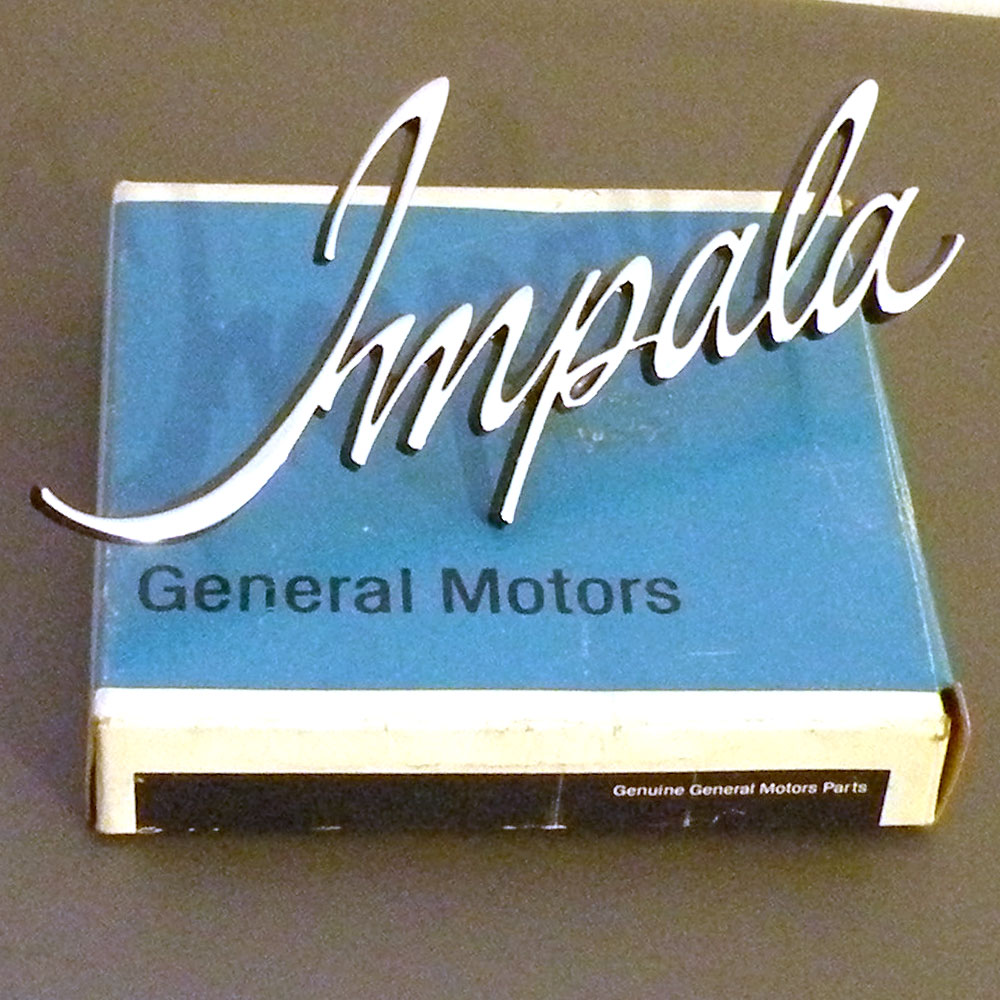 Impala
General Motors
Genuine General Motors Parts